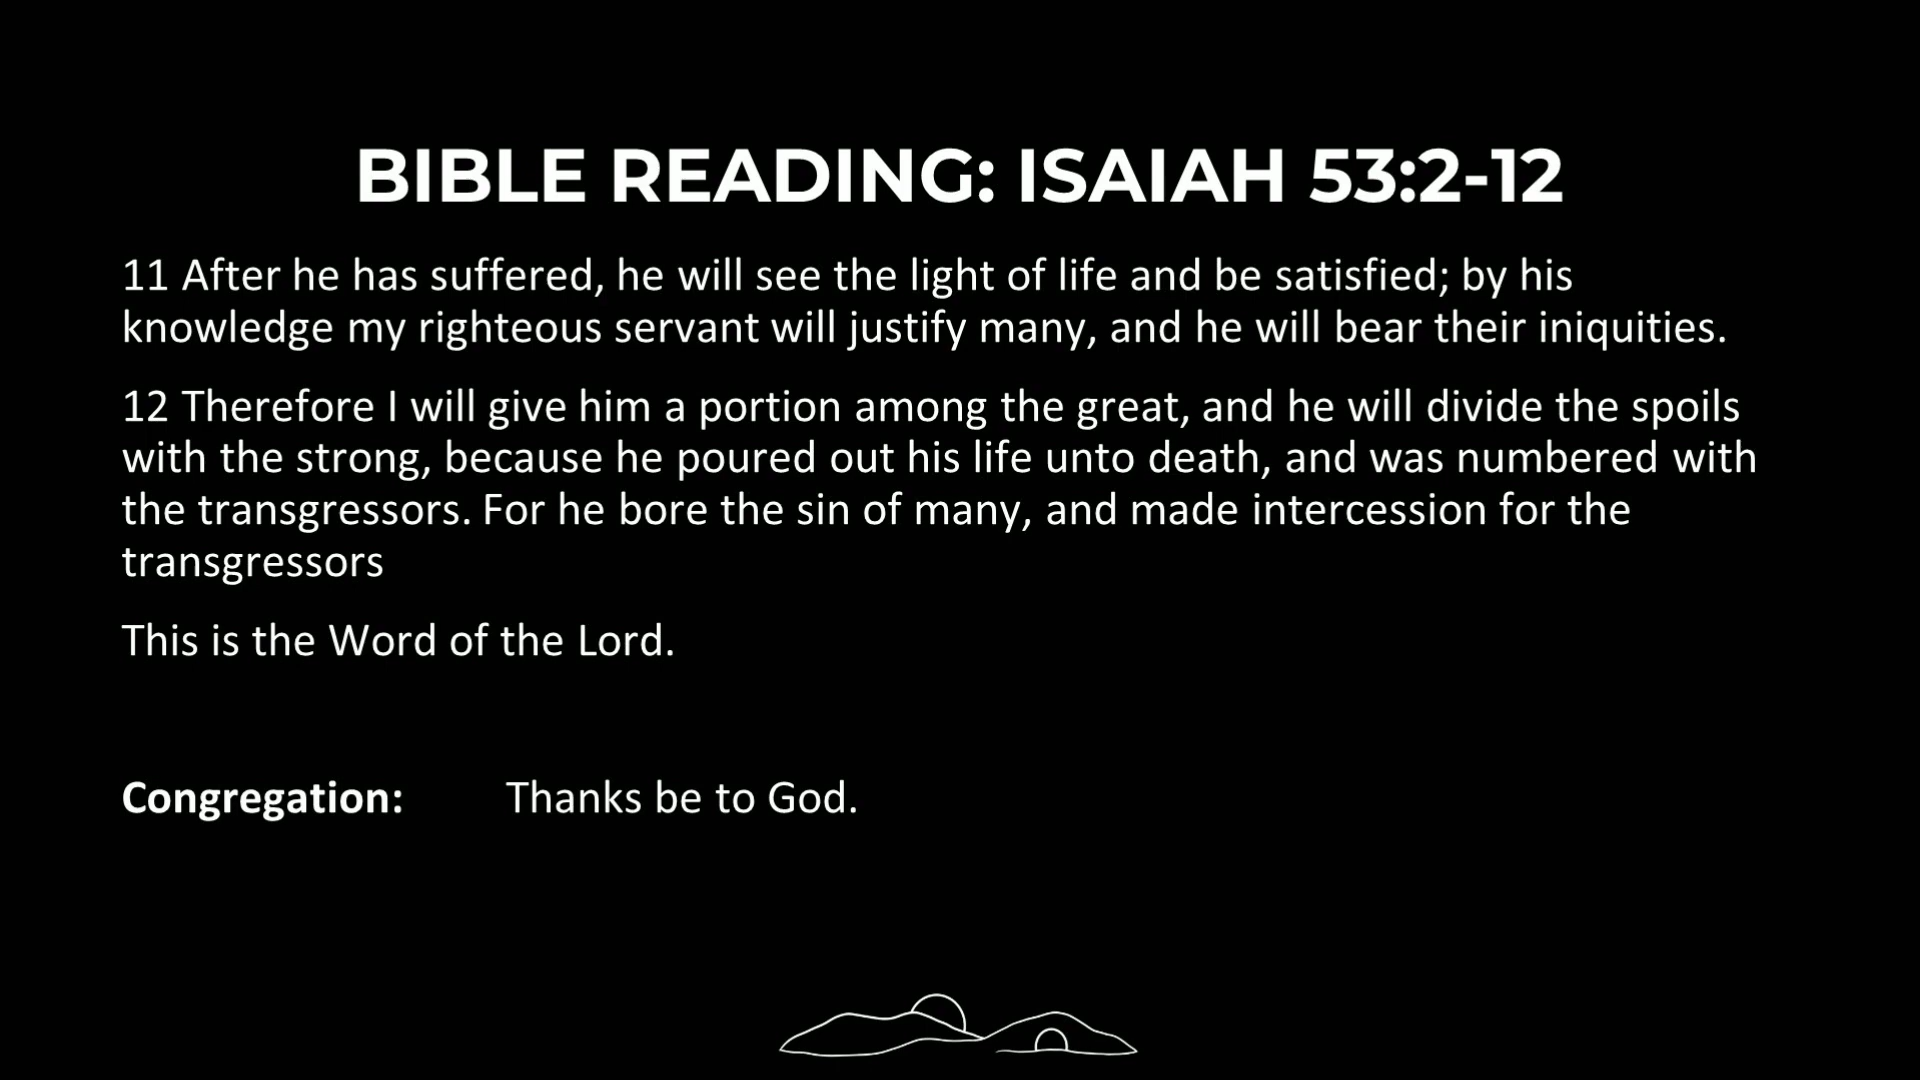 BIBLE READING: ISAIAH 53:2-12
11 After he has suffered, he will see the light of life and be satisfied; by his
knowledge my righteous servant will justify many, and he will bear their iniquities.
12 Therefore I will give him a portion among the great, and he will divide the spoils
with the strong, because he poured out his life unto death, and was numbered with
the transgressors. For he bore the sin of many, and made intercession for the
transgressors
This is the Word of the Lord.
Congregation: Thanks be to God.